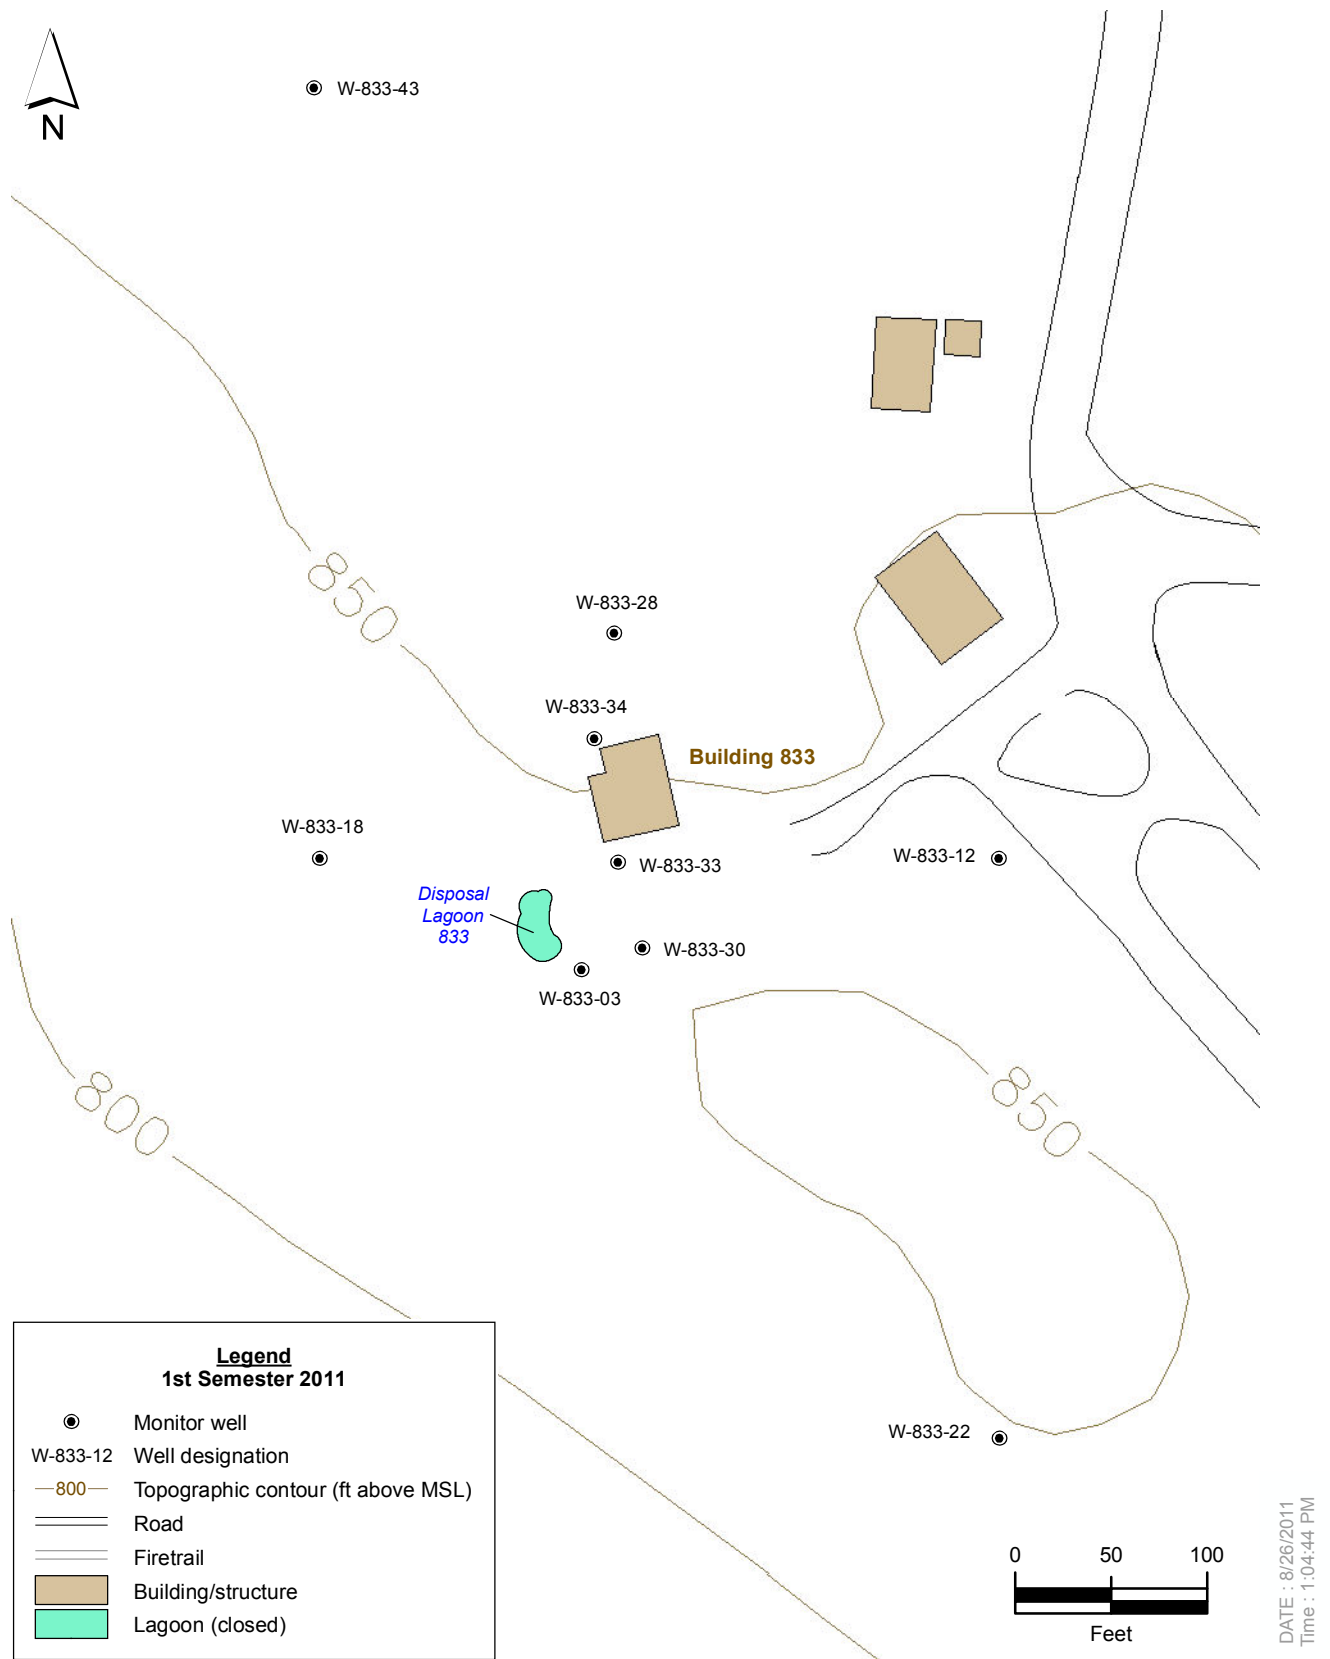 W-833-43
N
850
W-833-28
W-833-34
Building 833
W-833-18
W-833-33
W-833-12
Disposal
Lagoon
833
W-833-30
W-833-03
800
850
W-833-22
Legend
1st Semester 2011
Monitor well
W-833-12 Well designation
800 Topographic contour (ft above MSL)
Road
Firetrail
Building/structure
Lagoon (closed)
0 50 100
Feet
DATE : 8/26/2011
Time : 1:04:44 PM